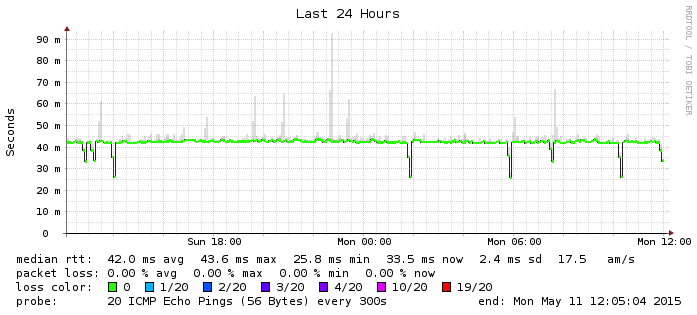 Last 24 Hours
RRDTOOL / TOBI OETIKER
Seconds
90 m
80 m
70 m
60 m
50 m
40 m
30 m
20 m
10 m
0
Sun 18:00 Mon 00:00 Mon 06:00 Mon 12:00
median rtt: 42.0 ms avg 43.6 ms max 25.8 ms min 33.5 ms now 2.4 ms sd 17.5 am/s
packet loss: 0.00 % avg 0.00 % max 0.00 % min 0.00 % now
loss color: 0 1/20 2/20 3/20 4/20 10/20 19/20
probe: 20 ICMP Echo Pings (56 Bytes) every 300s end: Mon May 11 12:05:04 2015